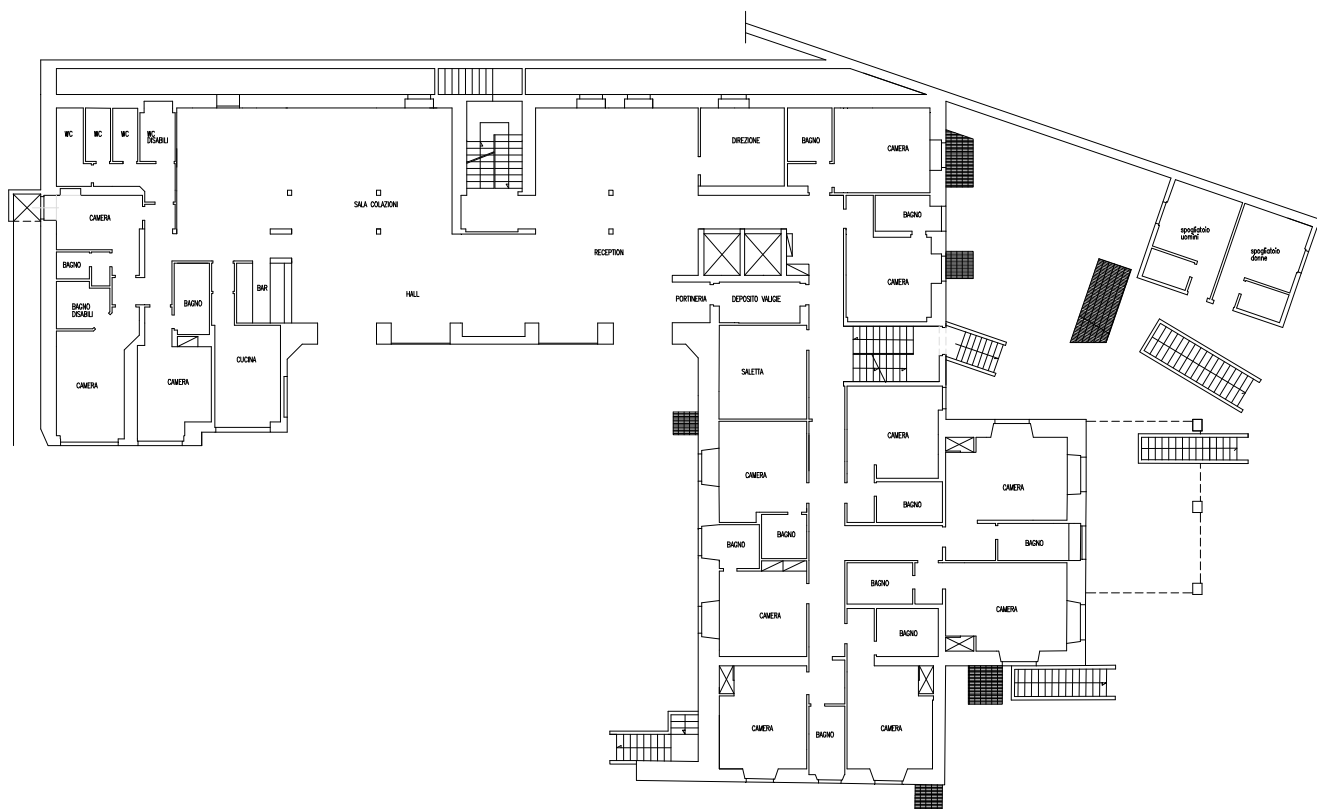 WC
WC
WC
WC
DISABILI
DIREZIONE
BAGNO
CAMERA
SALA COLAZIONI
CAMERA
BAGNO
spogliatoio
uomini
spogliatoio
donne
RECEPTION
BAGNO
CAMERA
BAGNO
DISABILI
BAGNO
BAR
HALL
PORTINERIA
DEPOSITO VALIGIE
CUCINA
CAMERA
CAMERA
SALETTA
CAMERA
CAMERA
CAMERA
BAGNO
BAGNO
BAGNO
BAGNO
BAGNO
CAMERA
CAMERA
BAGNO
CAMERA
BAGNO
CAMERA